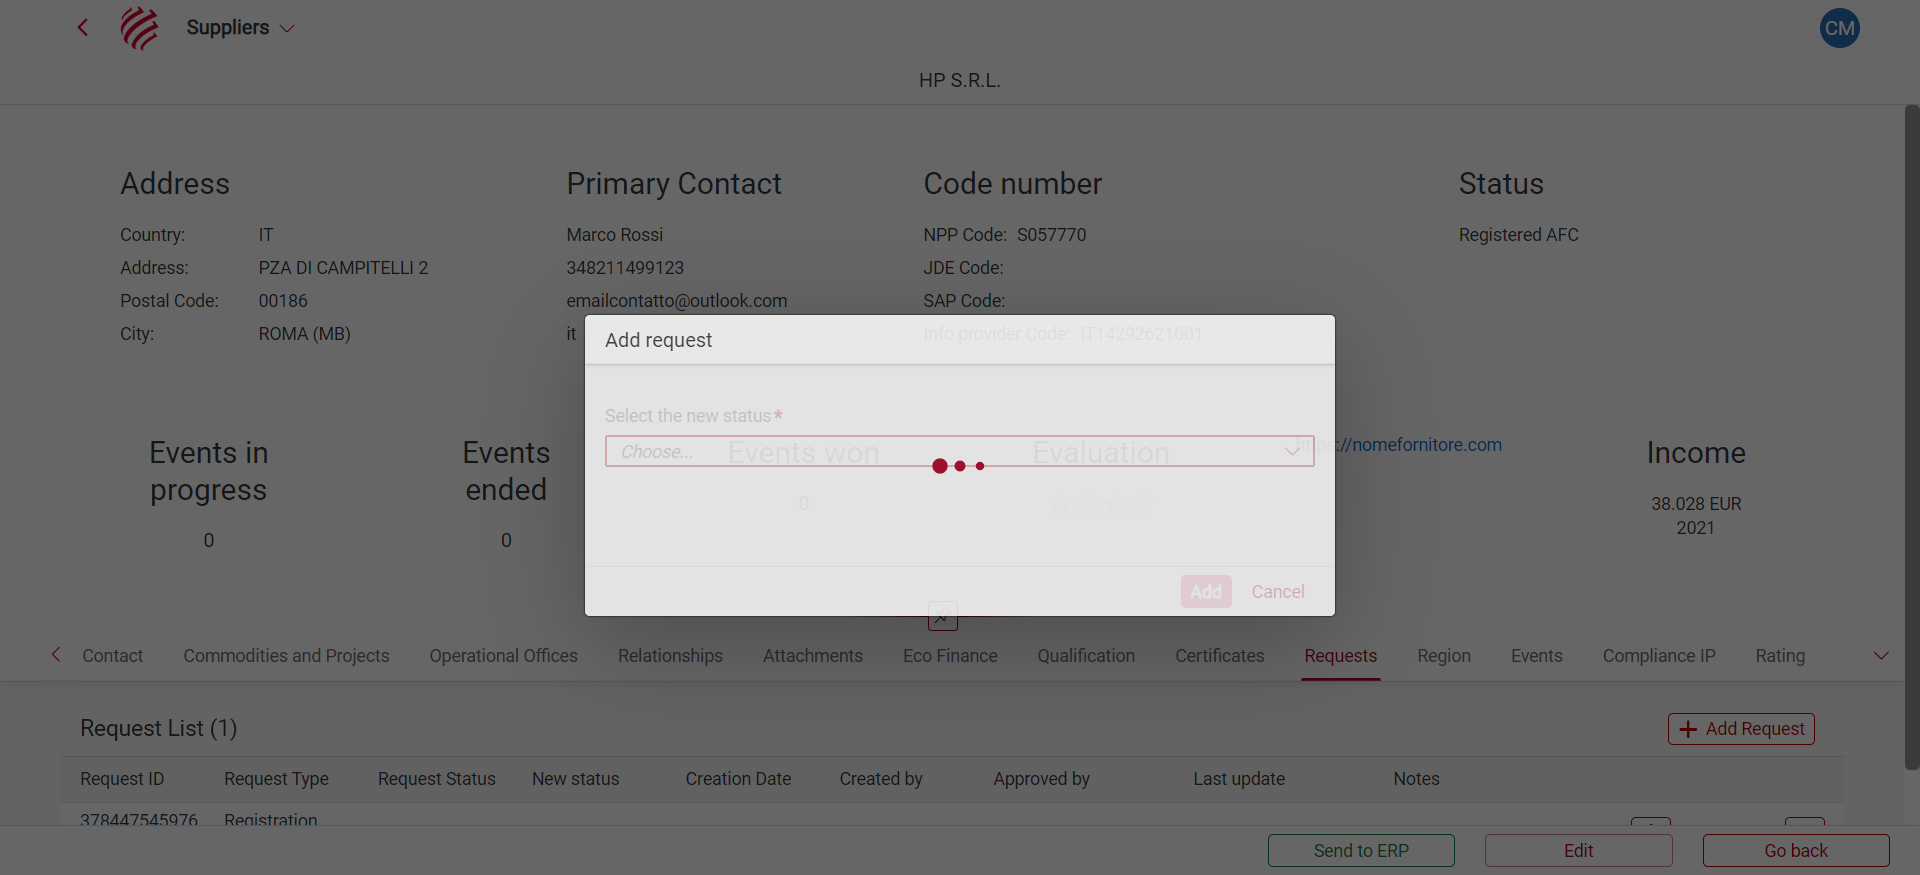 Suppliers
CM
HP S.R.L.
Address
Country: IT
Address: PZA DI CAMPITELLI 2
Postal Code: 00186
City: ROMA (MB)
Primary Contact
Marco Rossi
348211499123
emailcontatto@outlook.com
it
Code number
NPP Code: S057770
JDE Code:
SAP Code:
Info provider Code: IT14292621001
Status
Registered AFC
Add request
Select the new status*
Choose...
Add Cancel
Events in
progress
0
Events
ended
0
Events won
0
Evaluation
https://nomefornitore.com
Income
38.028 EUR
2021
Contact Commodities and Projects Operational Offices Relationships Attachments Eco Finance Qualification Certificates Requests Region Events Compliance IP Rating
Request List (1)
Add Request
Request ID Request Type Request Status New status Creation Date Created by Approved by Last update Notes
378447545976 Registration
Send to ERP Edit Go back